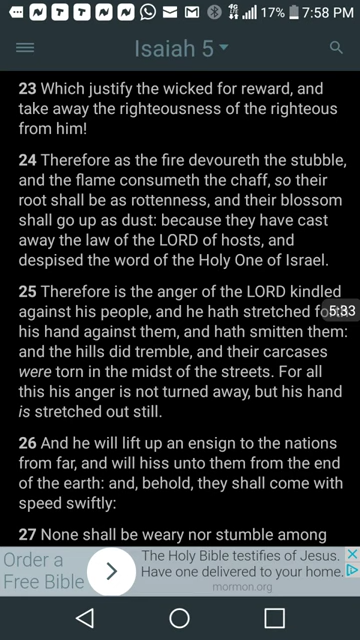 17% 7:58 PM
Isaiah 5
23 Which justify the wicked for reward, and
take away the righteousness of the righteous
from him!
24 Therefore as the fire devoureth the stubble,
and the flame consumeth the chaff, so their
root shall be as rottenness, and their blossom
shall go up as dust: because they have cast
away the law of the LORD of hosts, and
despised the word of the Holy One of Israel.
25 Therefore is the anger of the LORD kindled
against his people, and he hath stretched
his hand against them, and hath smitten them:
and the hills did tremble, and their carcases
were torn in the midst of the streets. For all
this his anger is not turned away, but his hand
is stretched out still.
26 And he will lift up an ensign to the nations
from far, and will hiss unto them from the end
of the earth: and, behold, they shall come with
speed swiftly:
27 None shall be weary nor stumble among
Order a
Free Bible
The Holy Bible testifies of Jesus.
Have one delivered to your home.
mormon.org